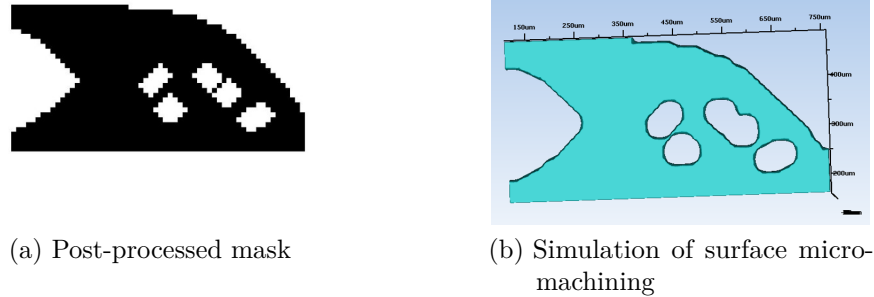 150um 250um 350um 450um 550um 650um 750um
400um
300um
200um
(a) Post-processed mask
(b) Simulation of surface micro-
machining